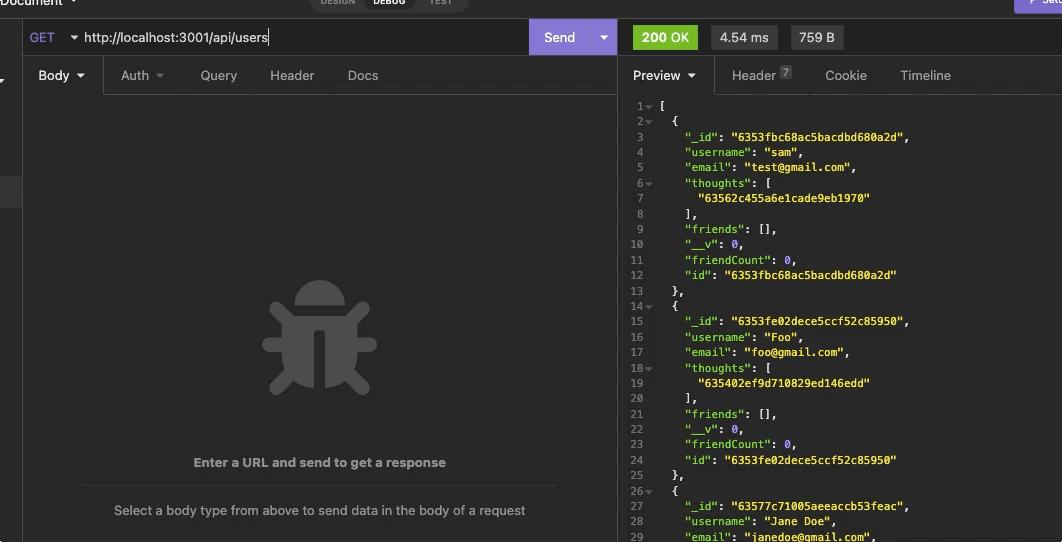 Document
DESIGN DEBUG TEST
GET http://localhost:3001/api/users Send 200 OK 4.54 ms 759 B
Body Auth Query Header Docs
Preview Header 7 Cookie Timeline
1 [
2 {
3 "_id": "6353fbc68ac5bacdbd680a2d",
4 "username": "sam",
5 "email": "test@gmail.com",
6 "thoughts": [
7 "63562c455a6e1cade9eb1970"
8 ],
9 "friends": [],
10 "__v": 0,
11 "friendCount": 0,
12 "id": "6353fbc68ac5bacdbd680a2d"
13 },
14 {
15 "_id": "6353fe02dece5ccf52c85950",
16 "username": "Foo",
17 "email": "foo@gmail.com",
18 "thoughts": [
19 "635402ef9d710829ed146edd"
20 ],
21 "friends": [],
22 "__v": 0,
23 "friendCount": 0,
24 "id": "6353fe02dece5ccf52c85950"
25 },
26 {
27 "_id": "63577c71005aeeaccb53feac",
28 "username": "Jane Doe",
29 "email": "janedoe@gmail.com",
Enter a URL and send to get a response
Select a body type from above to send data in the body of a request